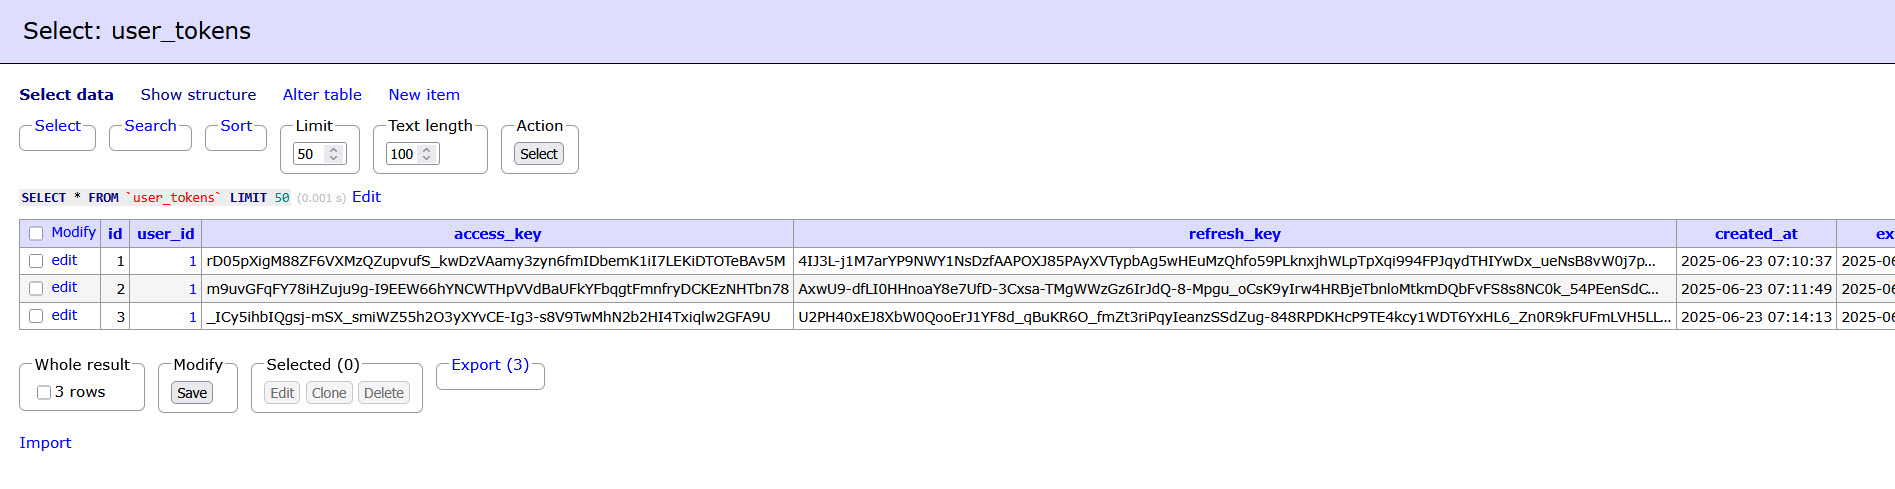 Select: user_tokens
Select data Show structure Alter table New item
Select Search Sort Limit Text length Action
50 100 Select
SELECT * FROM `user_tokens` LIMIT 50 (0.001 s) Edit
Modify id user_id access_key refresh_key created_at ex
edit 1 1 rD05pXigM88ZF6VXMzQZupvufS_kwDzVAamy3zyn6fmIDbemK1iI7LEKiDTOTeBAv5M 4IJ3L-j1M7arYP9NWY1NsDzfAAPOXJ85PAyXVTypbAg5wHEuMzQhfo59PLknxjhWLpTpXqi994FPJqydTHIYwDx_ueNsB8vW0j7p... 2025-06-23 07:10:37 2025-06
edit 2 1 m9uvGFqFY78iHZuju9g-I9EEW66hYNCWTHpVVdBaUFkYFbqgtFmnfryDCKEzNHTbn78 AxwU9-dfLI0HHnoaY8e7UfD-3Cxsa-TMgWWzGz6IrJdQ-8-Mpgu_oCsK9yIrw4HRBjeTbnloMtkmDQbFvFS8s8NC0k_54PEenSdC... 2025-06-23 07:11:49 2025-06
edit 3 1 _ICy5ihbIQgsj-mSX_smiWZ55h2O3yXYvCE-Ig3-s8V9TwMhN2b2HI4Txiqlw2GFA9U U2PH40xEJ8XbW0QooErJ1YF8d_qBuKR6O_fmZt3riPqyIeanzSSdZug-848RPDKHcP9TE4kcy1WDT6YxHL6_Zn0R9kFUFmLVH5LL... 2025-06-23 07:14:13 2025-06
Whole result Modify Selected (0) Export (3)
3 rows Save Edit Clone Delete
Import